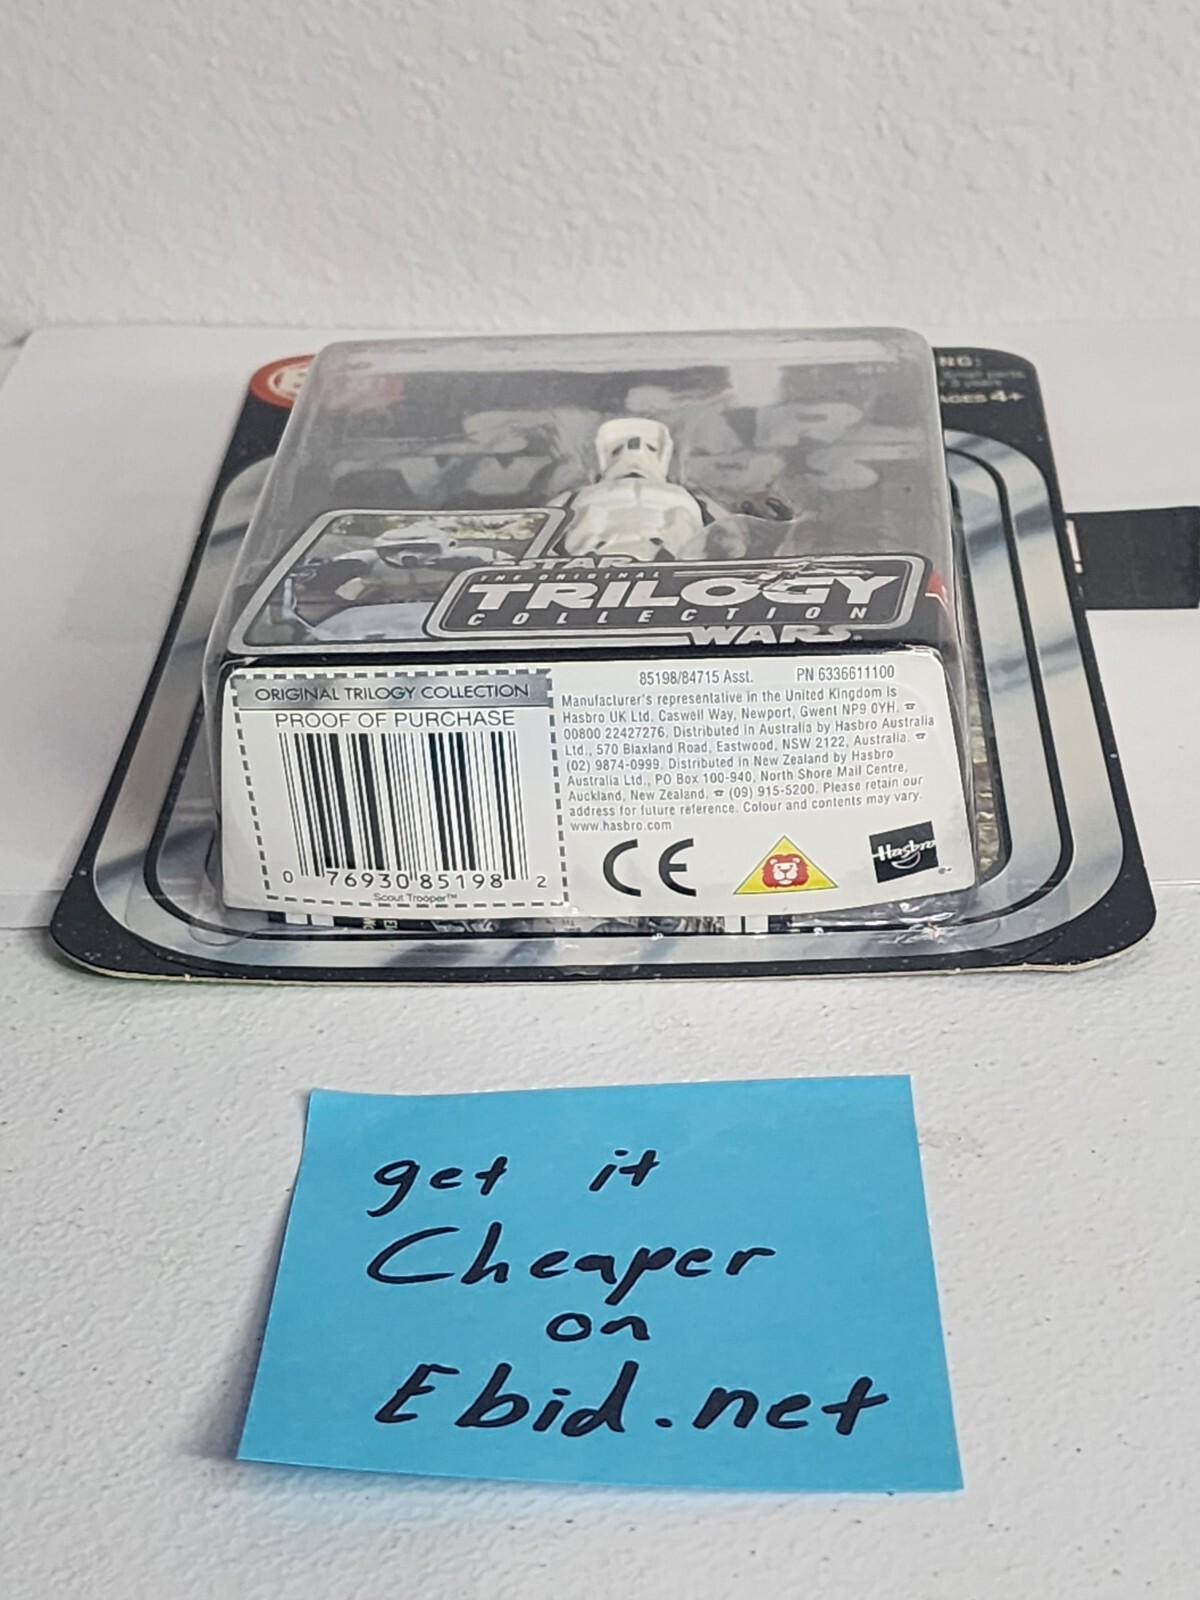 NG:
AGES 4+
STAR
THE ORIGINAL
TRILOGY
COLLECTION
WARS
ORIGINAL TRILOGY COLLECTION
PROOF OF PURCHASE
0 76930 85198 2
Scout Trooper™
85198/84715 Asst. PN 6336611100
Manufacturer's representative in the United Kingdom is
Hasbro UK Ltd. Caswell Way, Newport, Gwent NP9 0YH. ☎
00800 22427276. Distributed in Australia by Hasbro Australia
Ltd., 570 Blaxland Road, Eastwood, NSW 2122, Australia. ☎
(02) 9874-0999. Distributed in New Zealand by Hasbro
Australia Ltd., PO Box 100-940, North Shore Mail Centre,
Auckland, New Zealand. ☎ (09) 915-5200. Please retain our
address for future reference. Colour and contents may vary.
www.hasbro.com
CE
Hasbro
get it
Cheaper
on
Ebid.net